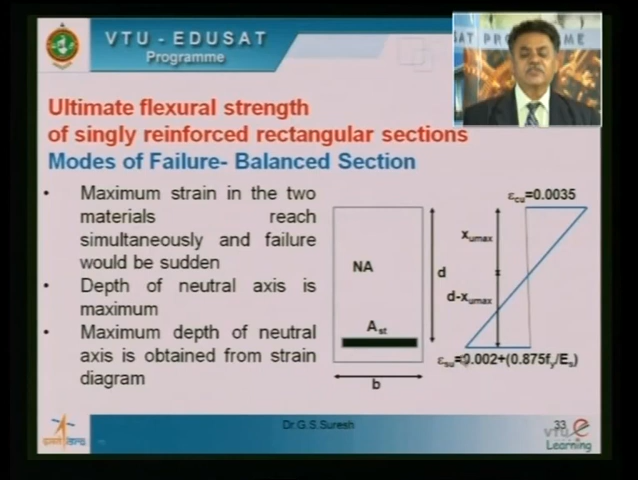 VTU - EDUSAT
Programme
SAT PROGRAMME
Ultimate flexural strength
of singly reinforced rectangular sections
Modes of Failure- Balanced Section
• Maximum strain in the two
materials reach
simultaneously and failure
would be sudden
• Depth of neutral axis is
maximum
• Maximum depth of neutral
axis is obtained from strain
diagram
NA
Ast
b
d
εcu=0.0035
xumax
d-xumax
εsu=0.002+(0.875fy/Es)
Dr.G.S.Suresh
33
vtu e
Learning